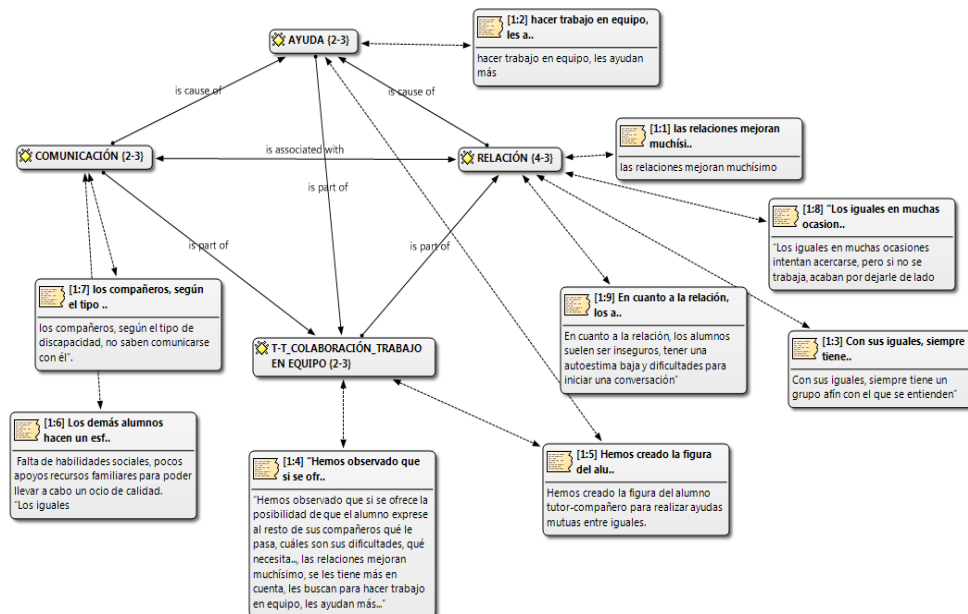 AYUDA {2-3}
[1:2] hacer trabajo en equipo,
les a..
hacer trabajo en equipo, les ayudan
más
is cause of
is cause of
[1:1] las relaciones mejoran
muchísi..
las relaciones mejoran muchísimo
COMUNICACIÓN {2-3}
is associated with
RELACIÓN {4-3}
is part of
[1:8] "Los iguales en muchas
ocasion..
"Los iguales en muchas ocasiones
intentan acercarse, pero si no se
trabaja, acaban por dejarle de lado
is part of
is part of
[1:7] los compañeros, según
el tipo ..
los compañeros, según el tipo de
discapacidad, no saben comunicarse
con él".
[1:9] En cuanto a la relación,
los a..
En cuanto a la relación, los alumnos
suelen ser inseguros, tener una
autoestima baja y dificultades para
iniciar una conversación"
T-T_COLABORACIÓN_TRABAJO
EN EQUIPO {2-3}
[1:3] Con sus iguales, siempre
tiene..
Con sus iguales, siempre tiene un
grupo afín con el que se entienden"
[1:6] Los demás alumnos
hacen un esf..
Falta de habilidades sociales, pocos
apoyos recursos familiares para poder
llevar a cabo un ocio de calidad.
"Los iguales
[1:4] "Hemos observado que
si se ofr..
"Hemos observado que si se ofrece la
posibilidad de que el alumno exprese
al resto de sus compañeros qué le
pasa, cuáles son sus dificultades, qué
necesita..., las relaciones mejoran
muchísimo, se les tiene más en
cuenta, les buscan para hacer trabajo
en equipo, les ayudan más..."
[1:5] Hemos creado la figura
del alu..
Hemos creado la figura del alumno
tutor-compañero para realizar ayudas
mutuas entre iguales.